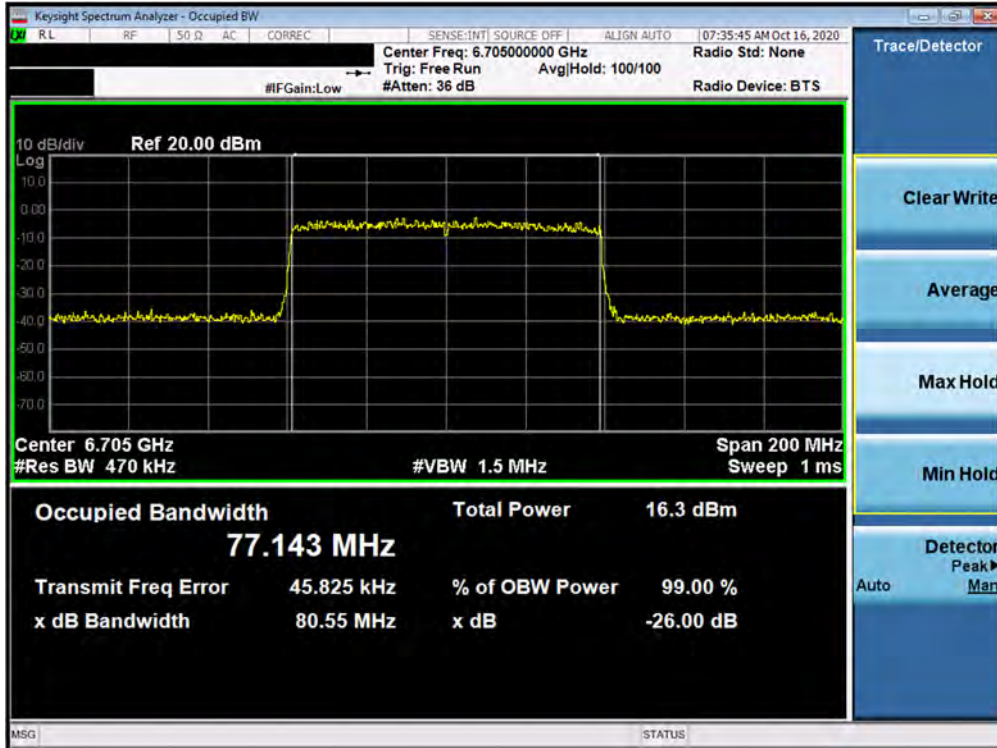 Keysight Spectrum Analyzer - Occupied BW
LXI RL RF 50 Ω AC CORREC SENSE:INT SOURCE OFF ALIGN AUTO 07:35:45 AM Oct 16, 2020
Center Freq: 6.705000000 GHz Radio Std: None
Trig: Free Run Avg|Hold: 100/100
#IFGain:Low #Atten: 36 dB Radio Device: BTS
Trace/Detector
10 dB/div Ref 20.00 dBm
Log
10.0
0.00
-10.0
-20.0
-30.0
-40.0
-50.0
-60.0
-70.0
Center 6.705 GHz Span 200 MHz
#Res BW 470 kHz #VBW 1.5 MHz Sweep 1 ms
Occupied Bandwidth Total Power 16.3 dBm
77.143 MHz
Transmit Freq Error 45.825 kHz % of OBW Power 99.00 %
x dB Bandwidth 80.55 MHz x dB -26.00 dB
Clear Write
Average
Max Hold
Min Hold
Detector
Peak▶
Auto Man
MSG STATUS